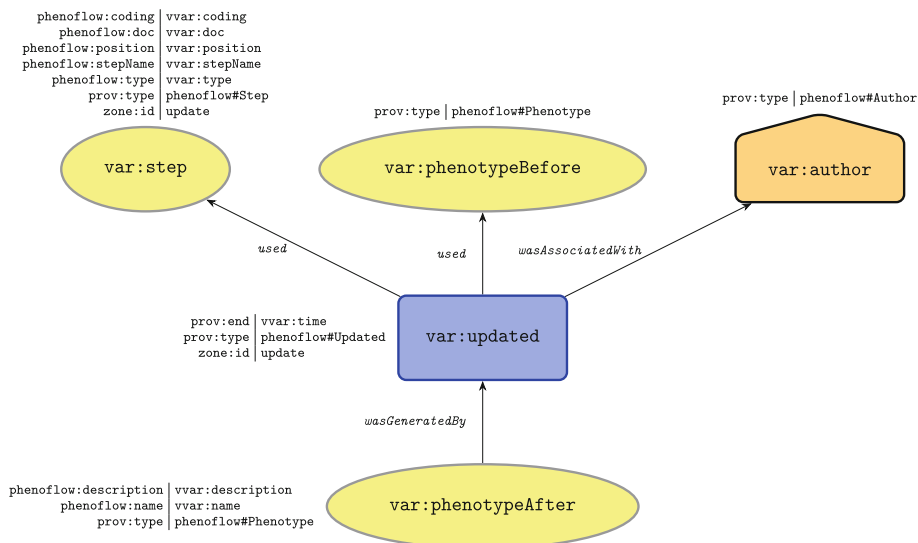 phenoflow:coding vvar:coding
phenoflow:doc vvar:doc
phenoflow:position vvar:position
phenoflow:stepName vvar:stepName
phenoflow:type vvar:type
prov:type phenoflow#Step
zone:id update
prov:type phenoflow#Phenotype
prov:type phenoflow#Author
var:step
var:phenotypeBefore
var:author
used
used
wasAssociatedWith
prov:end vvar:time
prov:type phenoflow#Updated
zone:id update
var:updated
wasGeneratedBy
phenoflow:description vvar:description
phenoflow:name vvar:name
prov:type phenoflow#Phenotype
var:phenotypeAfter